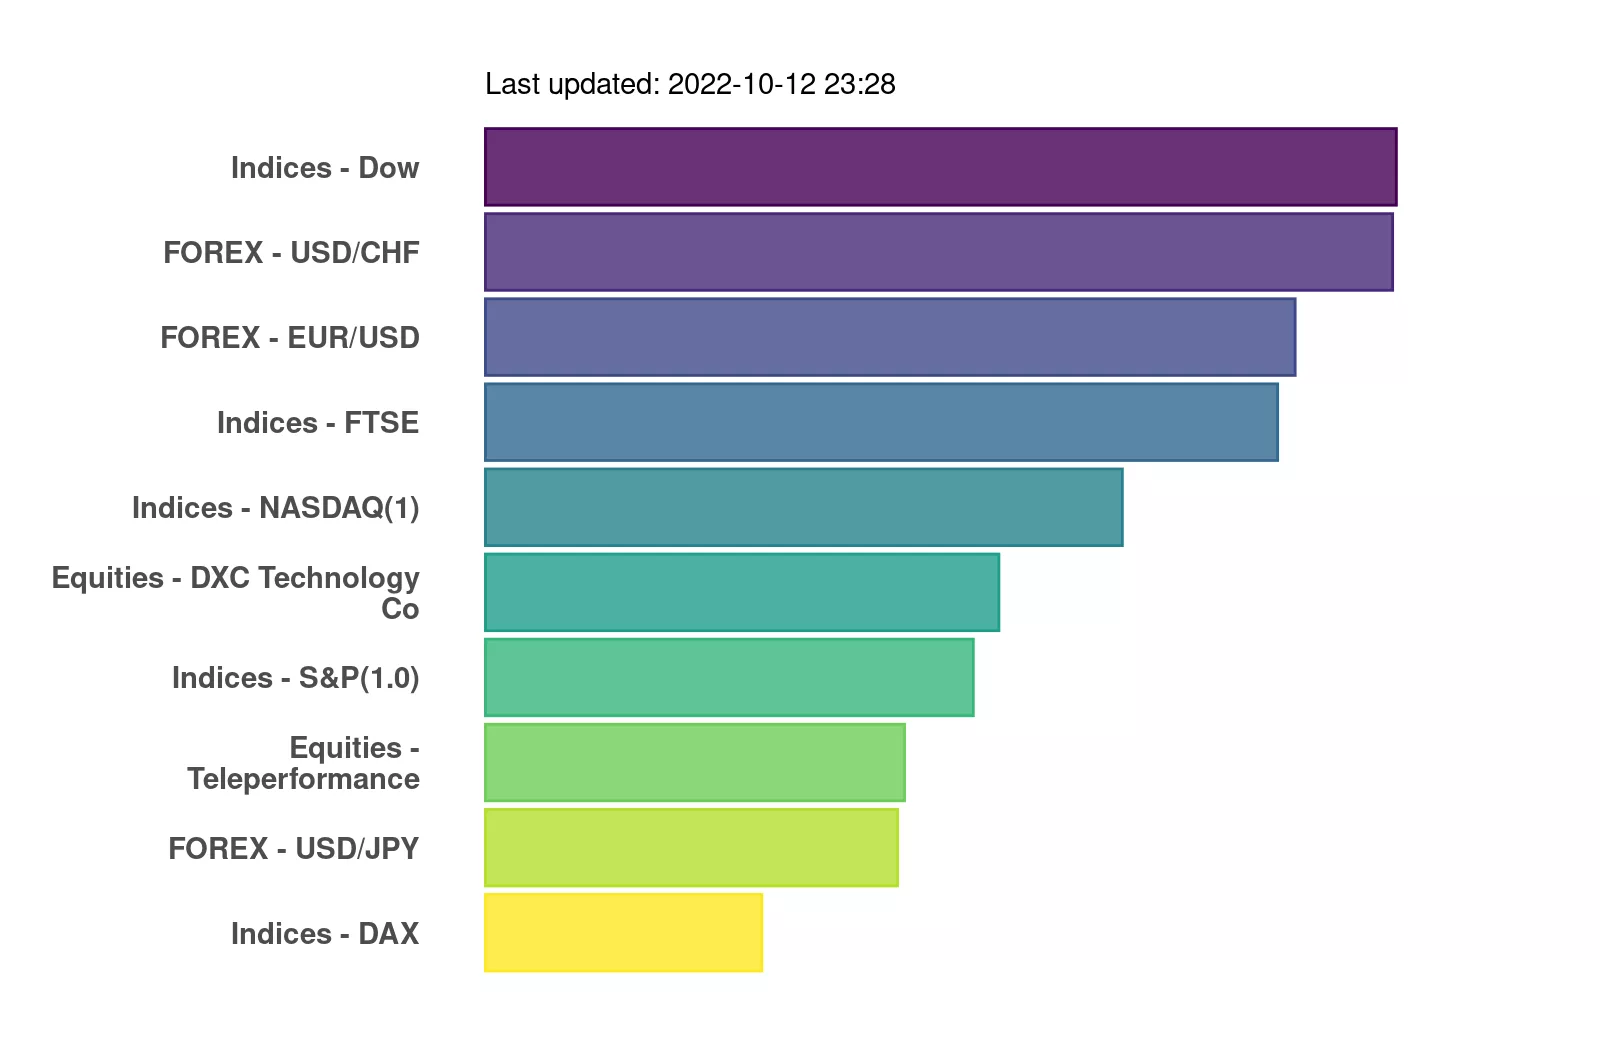 Last updated: 2022-10-12 23:28
Indices - Dow
FOREX - USD/CHF
FOREX - EUR/USD
Indices - FTSE
Indices - NASDAQ(1)
Equities - DXC Technology
Co
Indices - S&P(1.0)
Equities -
Teleperformance
FOREX - USD/JPY
Indices - DAX